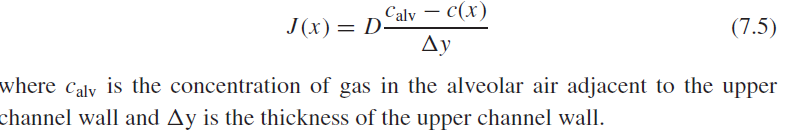 J(x) = D (c_alv − c(x)) / Δy (7.5)
where c_alv is the concentration of gas in the alveolar air adjacent to the upper
channel wall and Δy is the thickness of the upper channel wall.